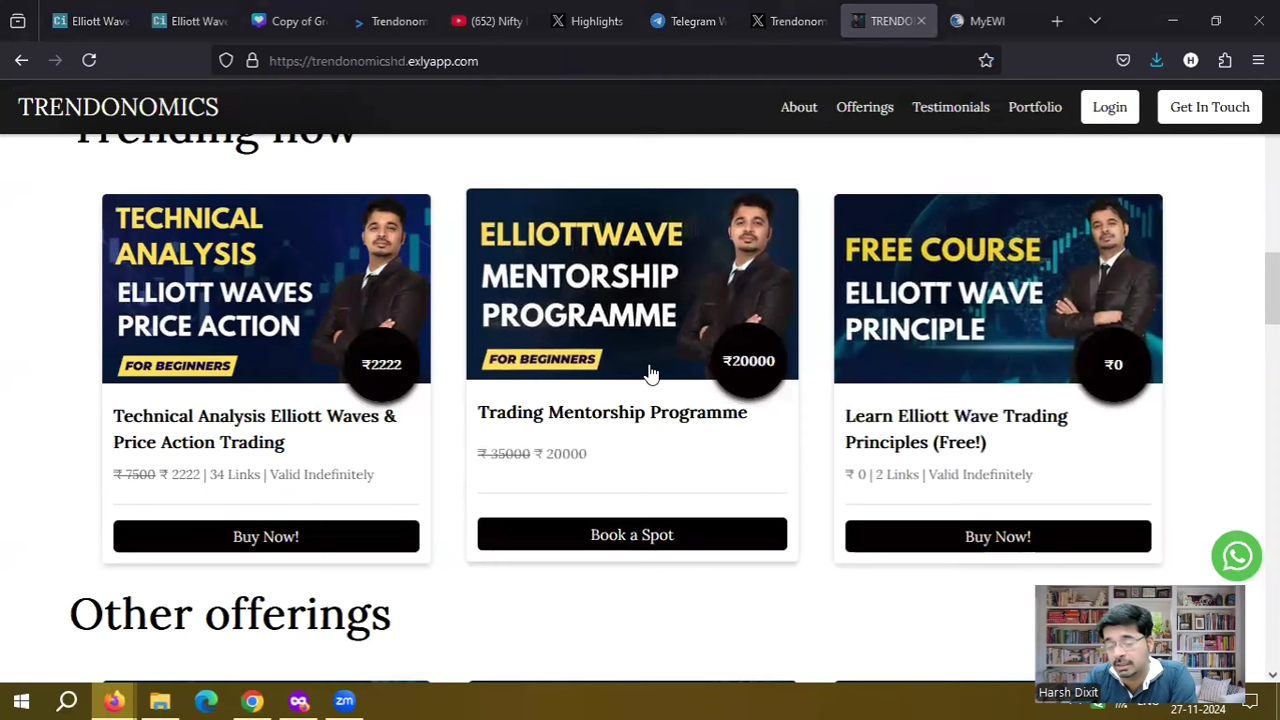 Elliott Wave
Elliott Wave
Copy of Gr
Trendonom
(652) Nifty
Highlights
Telegram W
Trendonom
TRENDO
MyEWI
https://trendonomicshd.exlyapp.com
H
TRENDONOMICS
About
Offerings
Testimonials
Portfolio
Login
Get In Touch
Trending now
TECHNICAL
ANALYSIS
ELLIOTT WAVES
PRICE ACTION
FOR BEGINNERS
₹2222
Technical Analysis Elliott Waves &
Price Action Trading
₹ 7500 ₹ 2222 | 34 Links | Valid Indefinitely
Buy Now!
ELLIOTTWAVE
MENTORSHIP
PROGRAMME
FOR BEGINNERS
₹20000
Trading Mentorship Programme
₹ 35000 ₹ 20000
Book a Spot
FREE COURSE
ELLIOTT WAVE
PRINCIPLE
₹0
Learn Elliott Wave Trading
Principles (Free!)
₹ 0 | 2 Links | Valid Indefinitely
Buy Now!
Other offerings
Harsh Dixit
27-11-2024